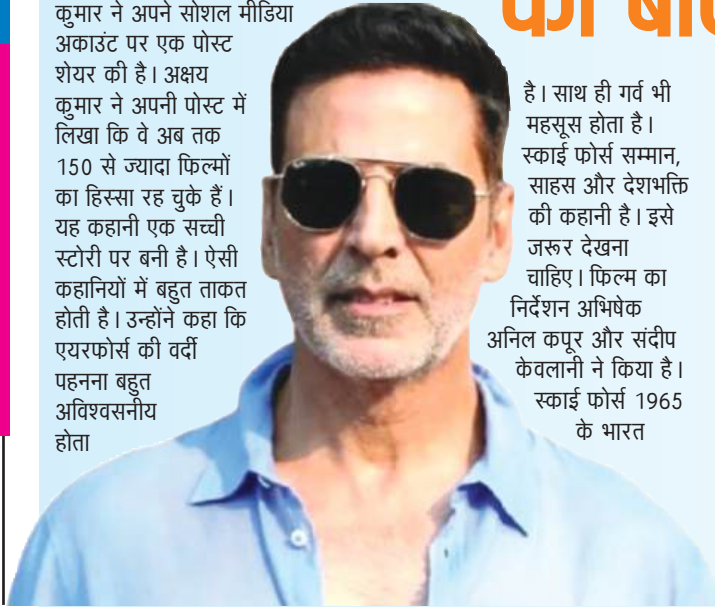 कुमार ने अपने सोशल मीडिया
अकाउंट पर एक पोस्ट
शेयर की है। अक्षय
कुमार ने अपनी पोस्ट में
लिखा कि वे अब तक
150 से ज्यादा फिल्मों
का हिस्सा रह चुके हैं।
यह कहानी एक सच्ची
स्टोरी पर बनी है। ऐसी
कहानियों में बहुत ताकत
होती है। उन्होंने कहा कि
एयरफोर्स की वर्दी
पहनना बहुत
अविश्वसनीय
होता
है। साथ ही गर्व भी
महसूस होता है।
स्काई फोर्स सम्मान,
साहस और देशभक्ति
की कहानी है। इसे
जरूर देखना
चाहिए। फिल्म का
निर्देशन अभिषेक
अनिल कपूर और संदीप
केवलानी ने किया है।
स्काई फोर्स 1965
के भारत